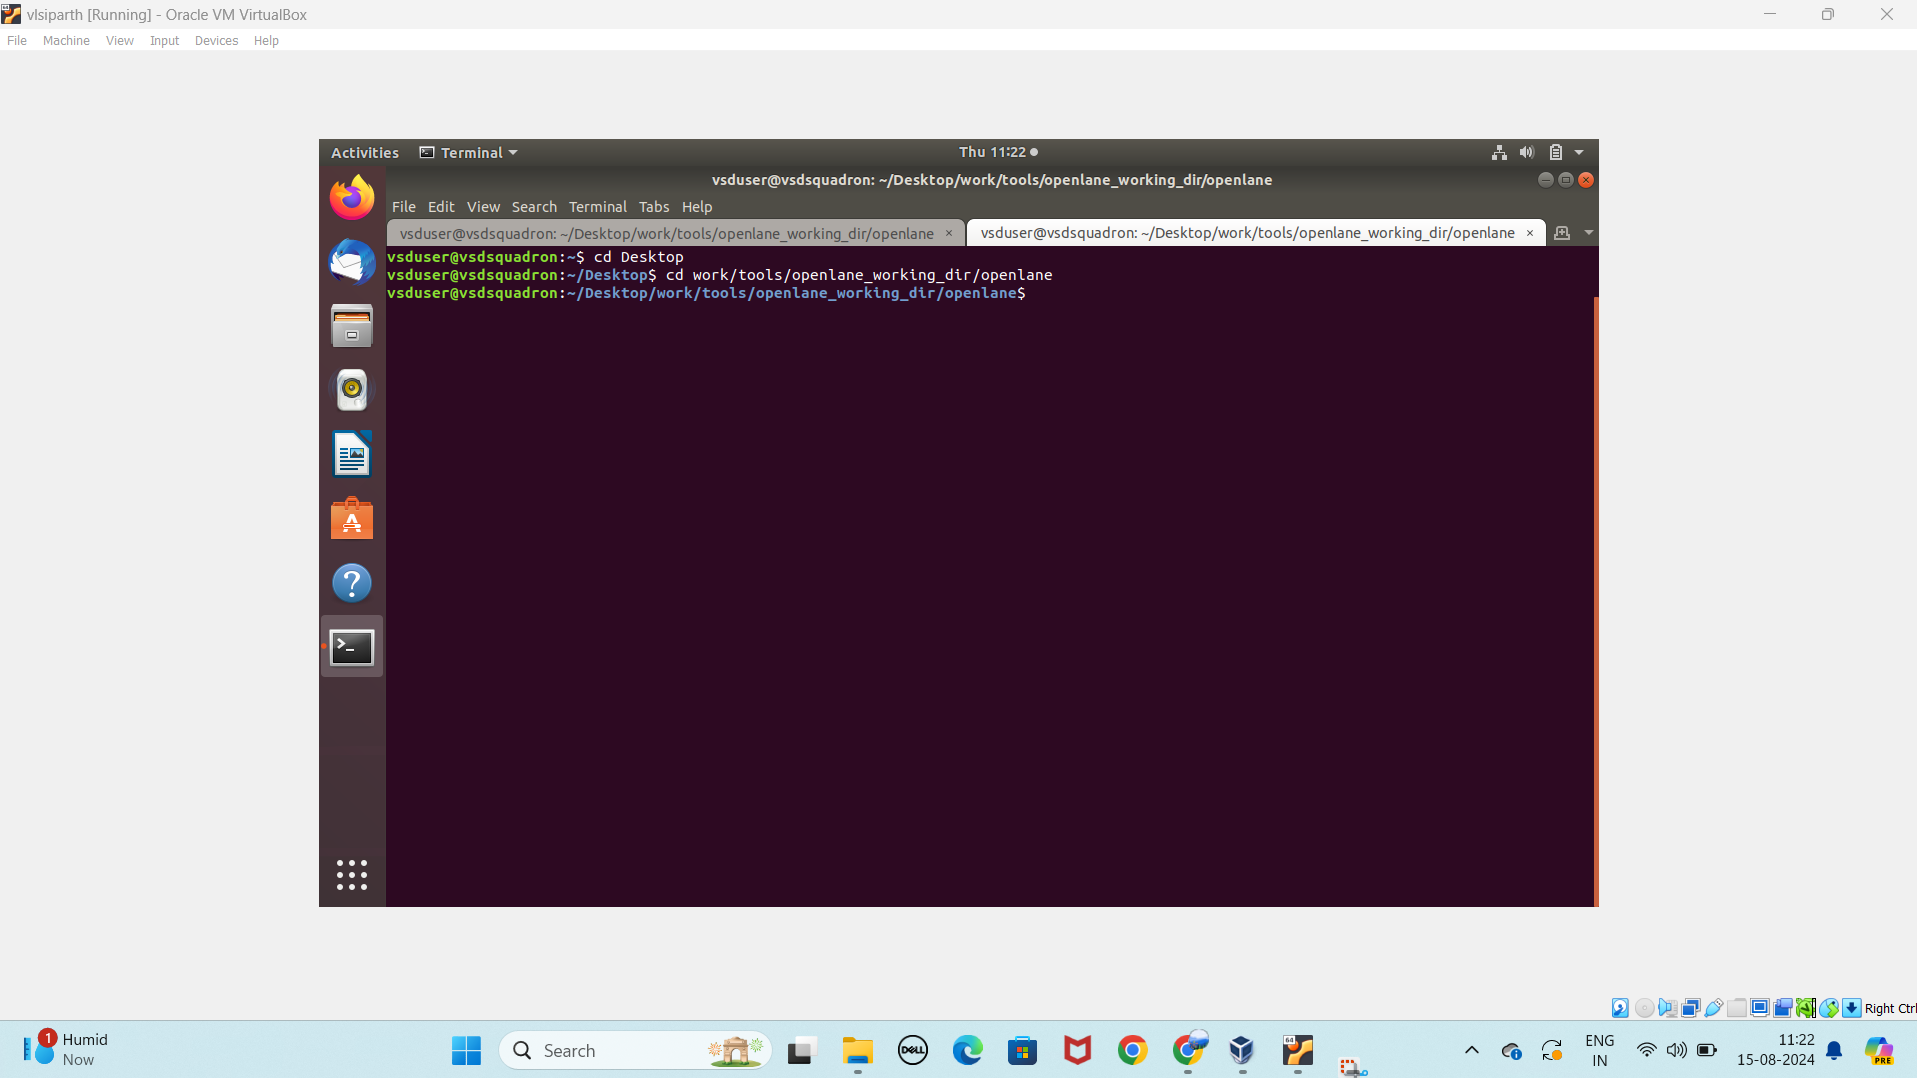 vlsiparth [Running] - Oracle VM VirtualBox
File Machine View Input Devices Help
Activities Terminal Thu 11:22
vsduser@vsdsquadron: ~/Desktop/work/tools/openlane_working_dir/openlane
File Edit View Search Terminal Tabs Help
vsduser@vsdsquadron: ~/Desktop/work/tools/openlane_working_dir/openlane × vsduser@vsdsquadron: ~/Desktop/work/tools/openlane_working_dir/openlane ×
vsduser@vsdsquadron:~$ cd Desktop
vsduser@vsdsquadron:~/Desktop$ cd work/tools/openlane_working_dir/openlane
vsduser@vsdsquadron:~/Desktop/work/tools/openlane_working_dir/openlane$
Right Ctrl
1 Humid
Now
Search
DELL
64
ENG
IN
11:22
15-08-2024
PRE